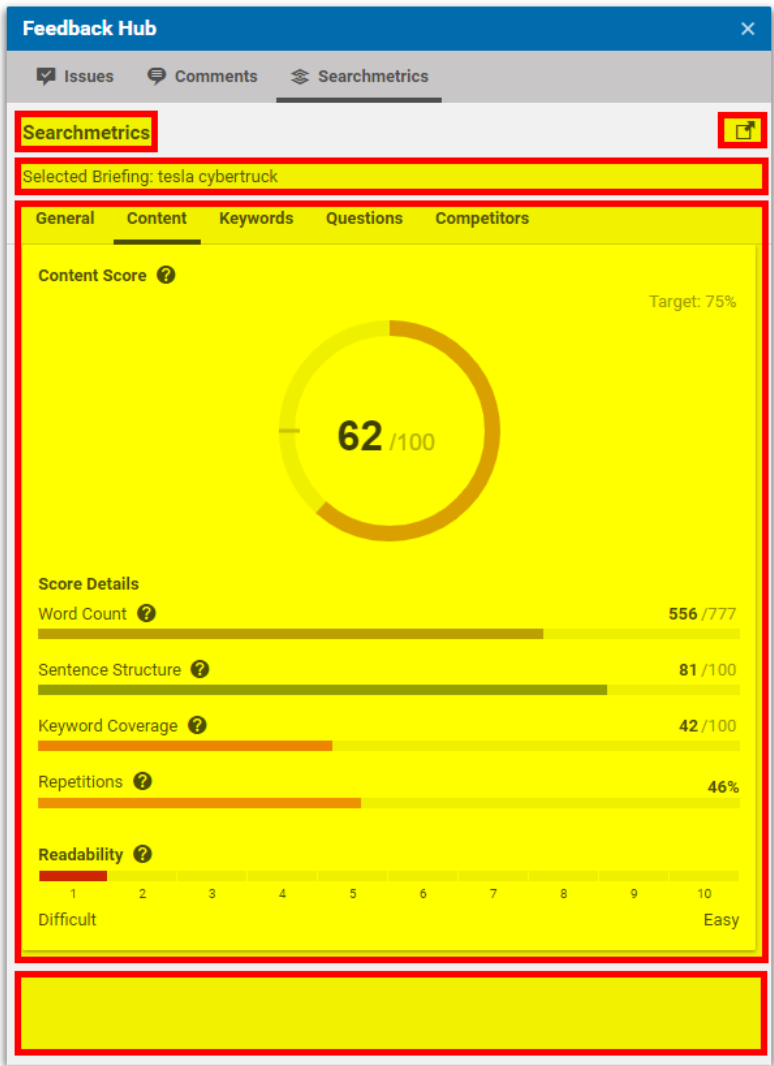 Feedback Hub
Issues Comments Searchmetrics
Searchmetrics
Selected Briefing: tesla cybertruck
General Content Keywords Questions Competitors
Content Score ?
Target: 75%
62 /100
Score Details
Word Count ? 556 /777
Sentence Structure ? 81 /100
Keyword Coverage ? 42 /100
Repetitions ? 46%
Readability ?
1 2 3 4 5 6 7 8 9 10
Difficult Easy